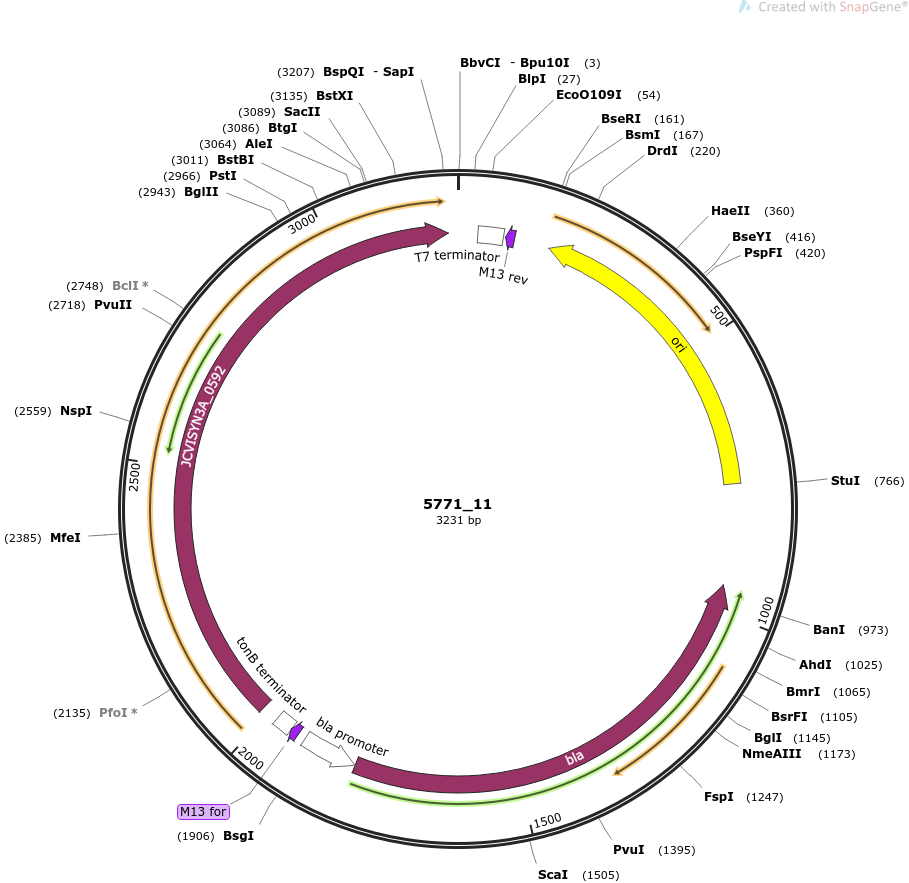 Created with SnapGene®
(3207) BspQI - SapI
(3135) BstXI
(3089) SacII
(3086) BtgI
(3064) AleI
(3011) BstBI
(2966) PstI
(2943) BglII
(2748) BclI *
(2718) PvuII
(2559) NspI
(2385) MfeI
(2135) PfoI *
(1906) BsgI
BbvCI - Bpu10I (3)
BlpI (27)
EcoO109I (54)
BseRI (161)
BsmI (167)
DrdI (220)
HaeII (360)
BseYI (416)
PspFI (420)
StuI (766)
BanI (973)
AhdI (1025)
BmrI (1065)
BsrFI (1105)
BglI (1145)
NmeAIII (1173)
FspI (1247)
PvuI (1395)
ScaI (1505)
500
1000
1500
2000
2500
3000
T7 terminator
M13 rev
ori
JCVISYN3A_0592
tonB terminator
bla promoter
bla
M13 for
5771_11
3231 bp